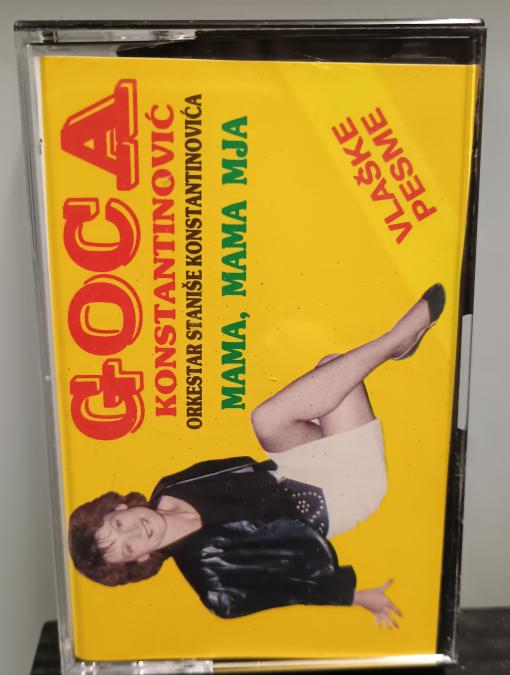 GOCA
KONSTANTINOVIĆ
ORKESTAR STANIŠE KONSTANTINOVIĆA
MAMA, MAMA MJA
VLAŠKE
PESME